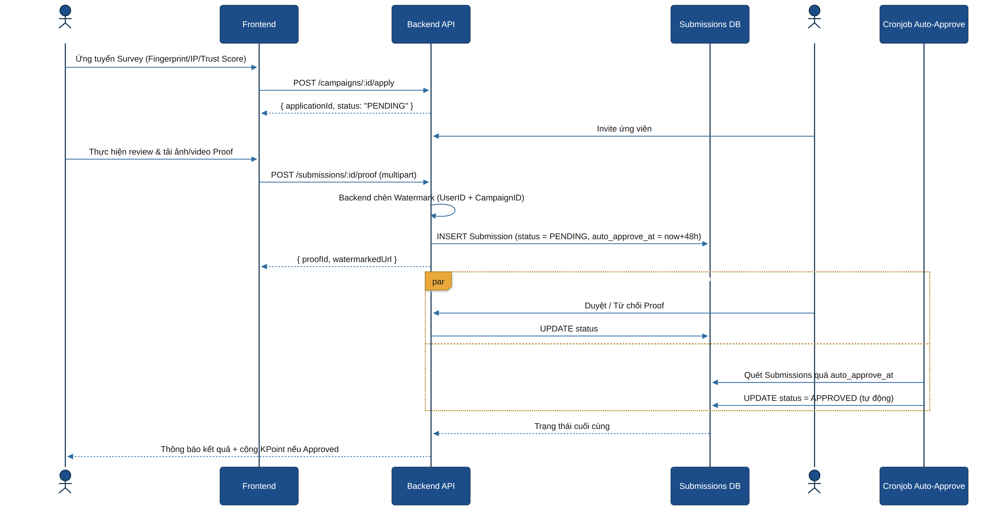 Frontend
Backend API
Submissions DB
Cronjob Auto-Approve
Ứng tuyển Survey (Fingerprint/IP/Trust Score)
POST /campaigns/:id/apply
{ applicationId, status: "PENDING" }
Invite ứng viên
Thực hiện review & tải ảnh/video Proof
POST /submissions/:id/proof (multipart)
Backend chèn Watermark (UserID + CampaignID)
INSERT Submission (status = PENDING, auto_approve_at = now+48h)
{ proofId, watermarkedUrl }
par
Duyệt / Từ chối Proof
UPDATE status
Quét Submissions quá auto_approve_at
UPDATE status = APPROVED (tự động)
Trạng thái cuối cùng
Thông báo kết quả + cộng KPoint nếu Approved
Frontend
Backend API
Submissions DB
Cronjob Auto-Approve